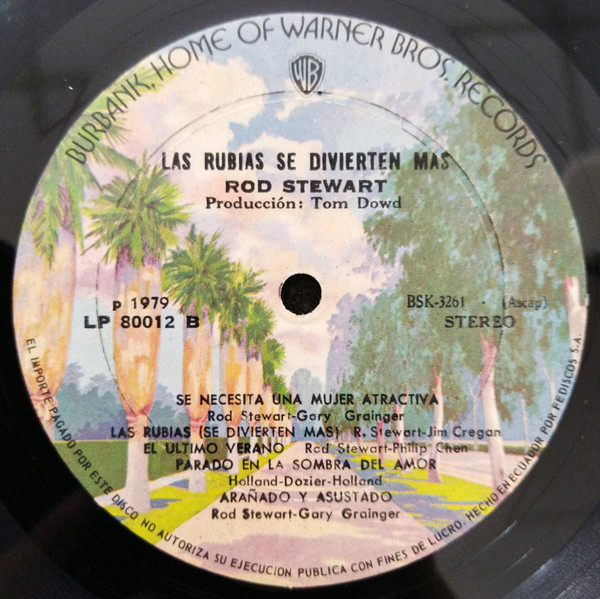 BURBANK, HOME OF WARNER BROS. RECORDS
WB
LAS RUBIAS SE DIVIERTEN MAS
ROD STEWART
Producción: Tom Dowd
p 1979
BSK-3261 - (Ascap)
LP 80012 B
STEREO
SE NECESITA UNA MUJER ATRACTIVA
Rod Stewart-Gary Grainger
LAS RUBIAS (SE DIVIERTEN MAS) R. Stewart-Jim Cregan
EL ULTIMO VERANO Rod Stewart-Philip Chen
PARADO EN LA SOMBRA DEL AMOR
Holland-Dozier-Holland
ARAÑADO Y ASUSTADO
Rod Stewart-Gary Grainger
EL IMPORTE PAGADO POR ESTE DISCO NO AUTORIZA SU EJECUCION PUBLICA CON FINES DE LUCRO. HECHO EN ECUADOR POR FEDISCOS S.A.